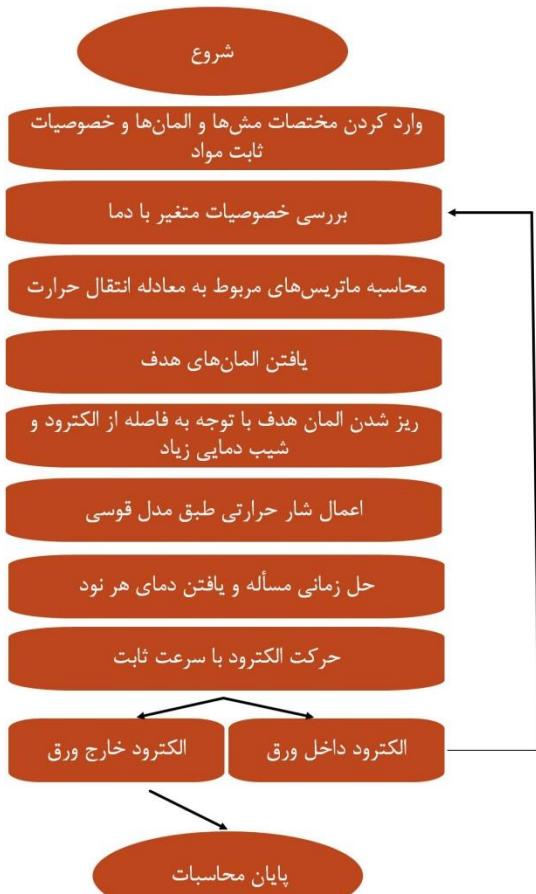 شروع
وارد کردن مختصات مش‌ها و المان‌ها و خصوصیات
ثابت مواد
بررسی خصوصیات متغیر با دما
محاسبه ماتریس‌های مربوط به معادله انتقال حرارت
یافتن المان‌های هدف
ریز شدن المان هدف با توجه به فاصله از الکترود و
شیب دمایی زیاد
اعمال شار حرارتی طبق مدل قوسی
حل زمانی مسأله و یافتن دمای هر نود
حرکت الکترود با سرعت ثابت
الکترود داخل ورق
الکترود خارج ورق
پایان محاسبات